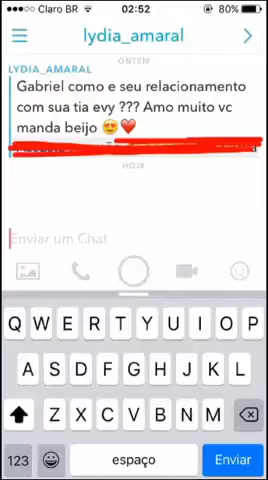 Claro BR 02:52 80%
lydia_amaral
ONTEM
LYDIA_AMARAL
Gabriel como e seu relacionamento
com sua tia evy ??? Amo muito vc
manda beijo 😍❤️
HOJE
Enviar um Chat
Q W E R T Y U I O P
A S D F G H J K L
Z X C V B N M
123 espaço Enviar